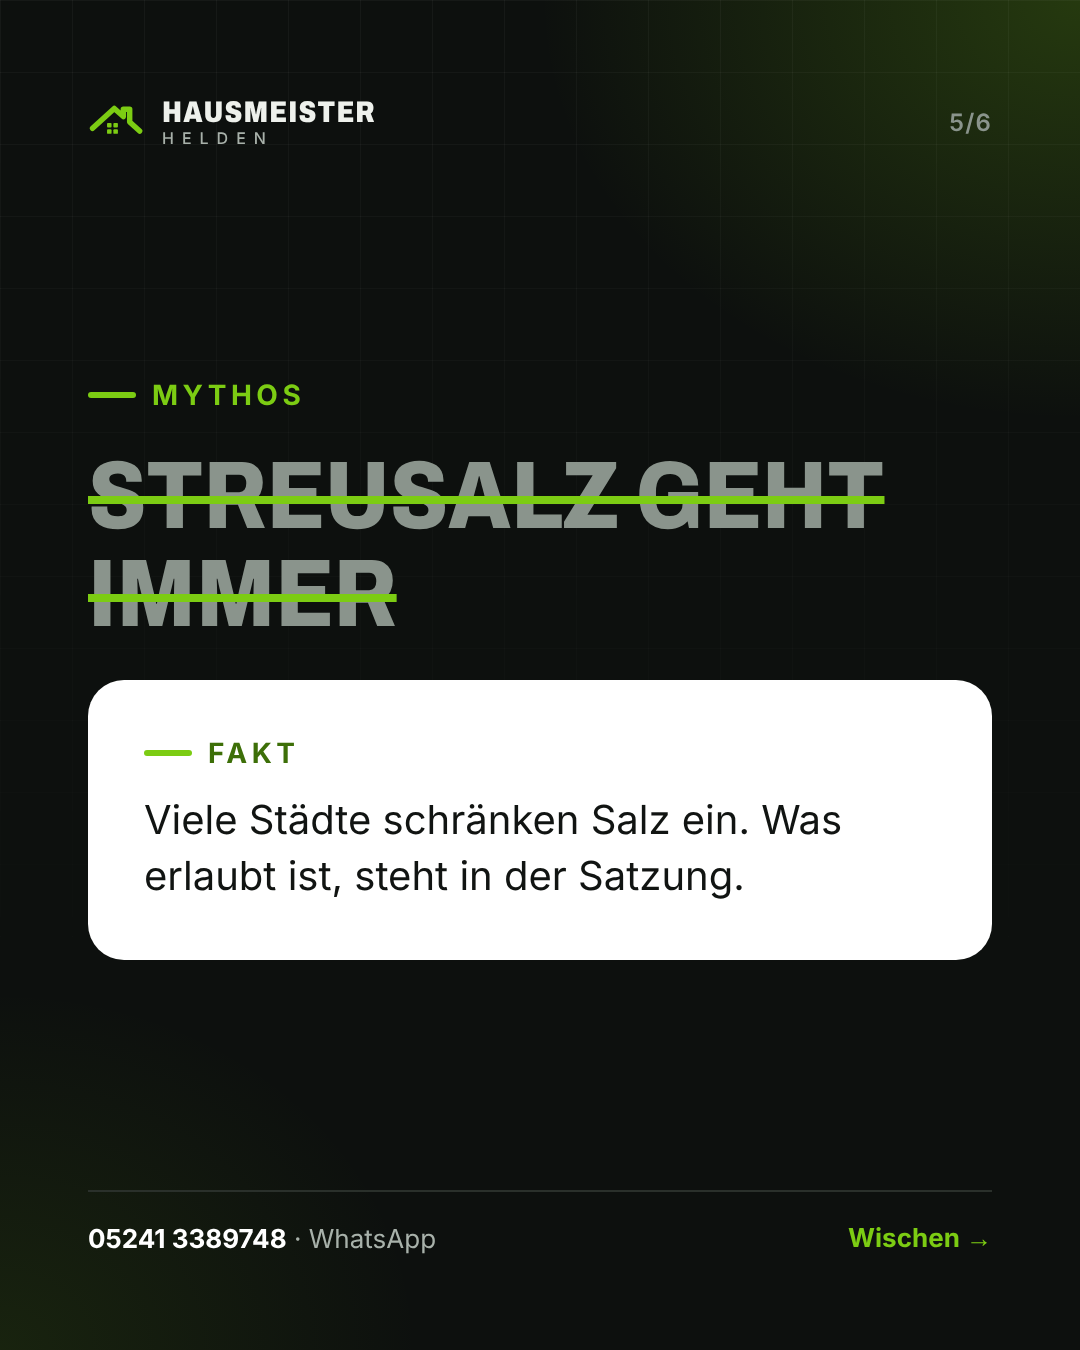 HAUSMEISTER
HELDEN
5/6
MYTHOS
STREUSALZ GEHT
IMMER
FAKT
Viele Städte schränken Salz ein. Was
erlaubt ist, steht in der Satzung.
05241 3389748 · WhatsApp
Wischen →